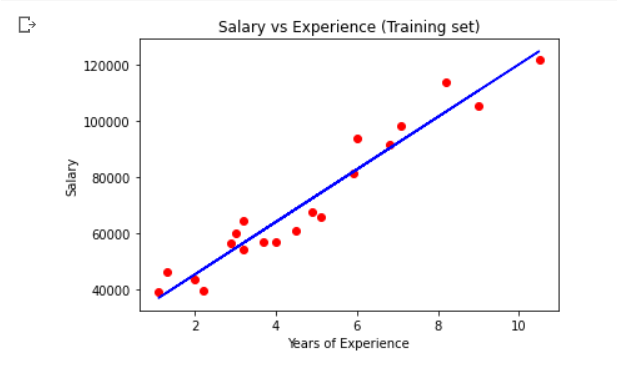 Salary vs Experience (Training set)
120000
100000
80000
60000
40000
Salary
2 4 6 8 10
Years of Experience